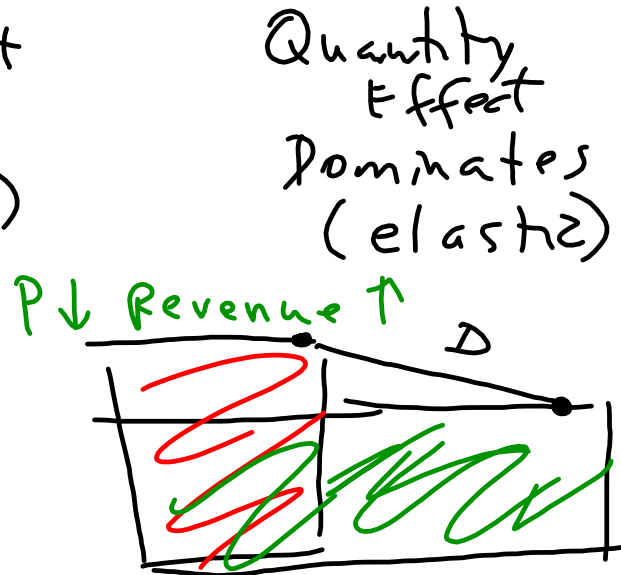 t
Quantity
Effect
)
Dominates
(elastic)
P ↓ Revenue ↑
D